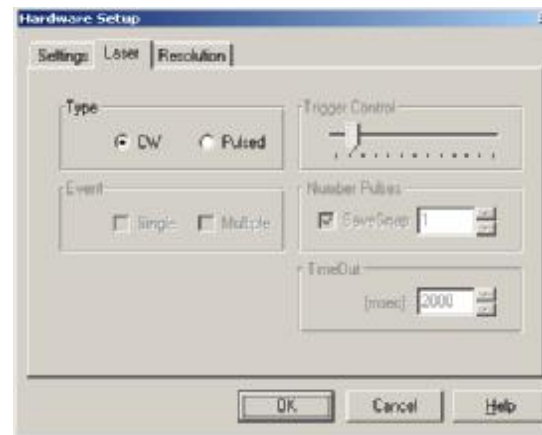 Hardware Setup
Settings Laser Resolution
Type
CW Pulsed
Trigger Control
Event
Single Multiple
Number Pulses
SaveSnap 1
TimeOut
[msec] 2000
OK Cancel Help